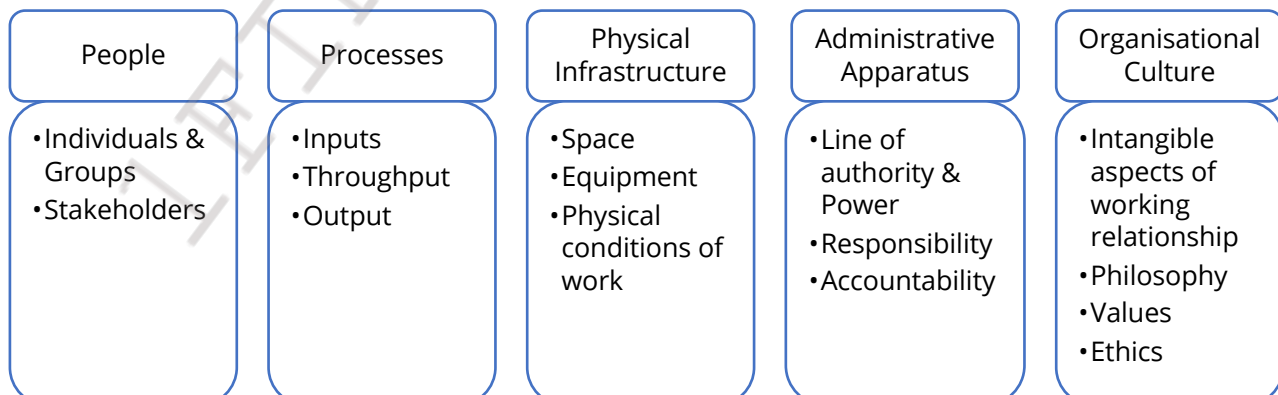 People
•Individuals &
Groups
•Stakeholders
Processes
•Inputs
•Throughput
•Output
Physical
Infrastructure
•Space
•Equipment
•Physical
conditions of
work
Administrative
Apparatus
•Line of
authority &
Power
•Responsibility
•Accountability
Organisational
Culture
•Intangible
aspects of
working
relationship
•Philosophy
•Values
•Ethics